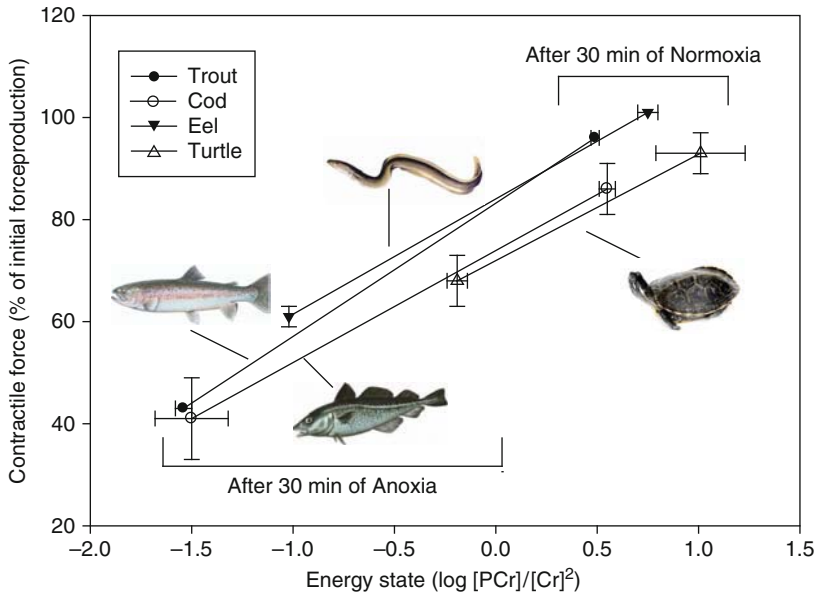 120
100
80
60
40
20
Contractile force (% of initial forceproduction)
Trout
Cod
Eel
Turtle
After 30 min of Normoxia
After 30 min of Anoxia
–2.0 –1.5 –1.0 –0.5 0.0 0.5 1.0 1.5
Energy state (log [PCr]/[Cr]²)